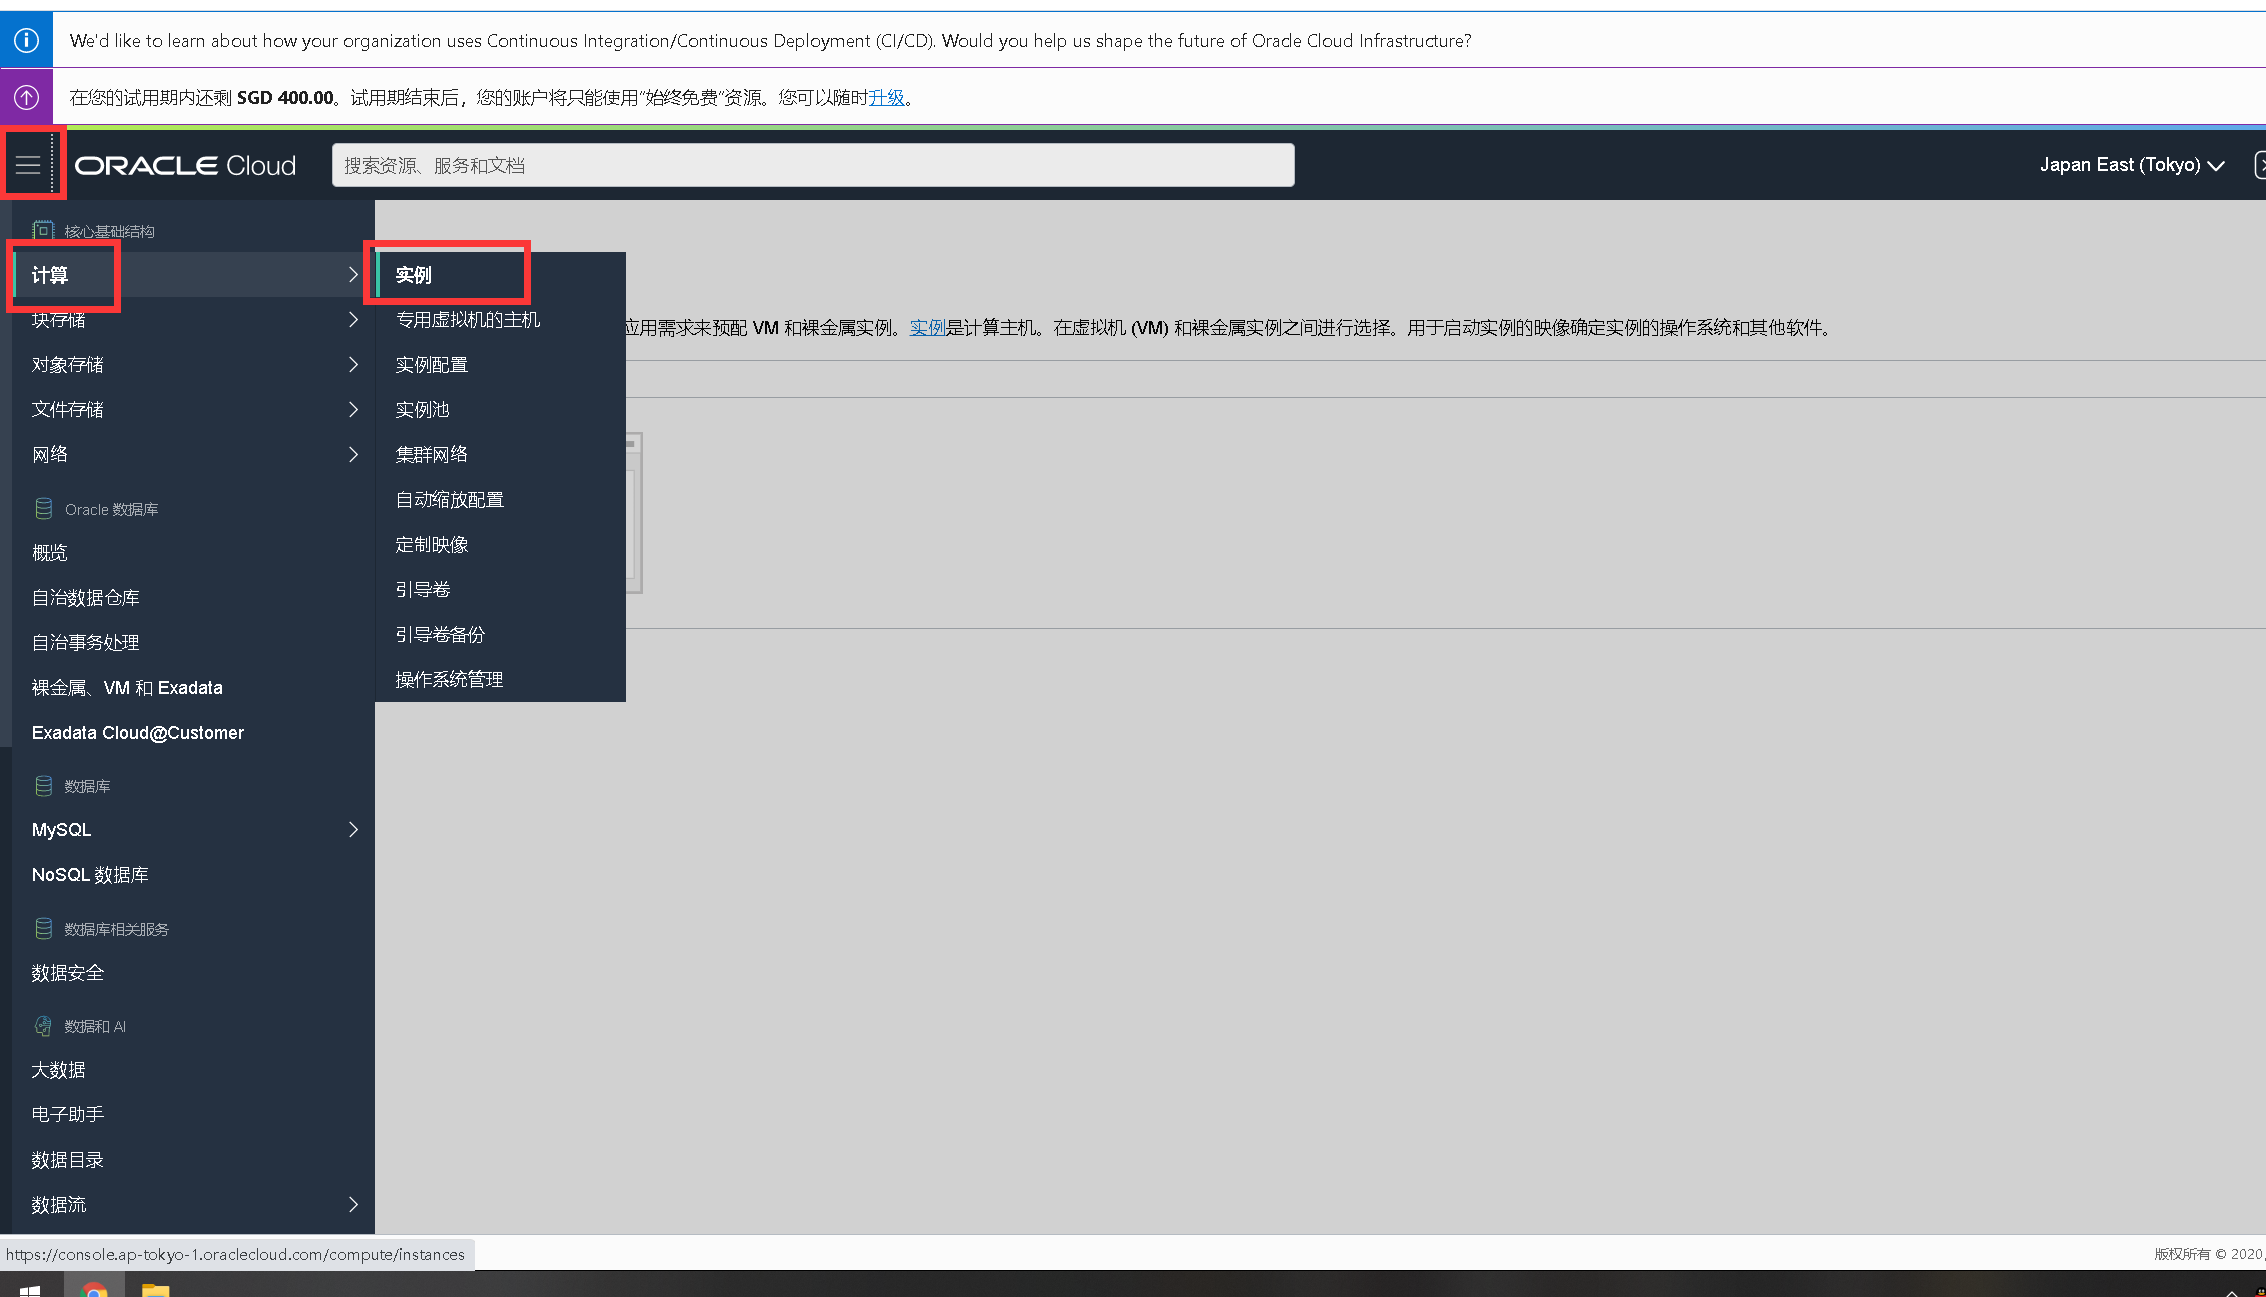 We'd like to learn about how your organization uses Continuous Integration/Continuous Deployment (CI/CD). Would you help us shape the future of Oracle Cloud Infrastructure?
在您的试用期内还剩 SGD 400.00。试用期结束后，您的账户将只能使用“始终免费”资源。您可以随时升级。
ORACLE Cloud
搜索资源、服务和文档
Japan East (Tokyo)
核心基础结构
计算
实例
块存储
专用虚拟机的主机
应用需求来预配 VM 和裸金属实例。实例是计算主机。在虚拟机 (VM) 和裸金属实例之间进行选择。用于启动实例的映像确定实例的操作系统和其他软件。
对象存储
实例配置
文件存储
实例池
网络
集群网络
自动缩放配置
Oracle 数据库
定制映像
概览
引导卷
自治数据仓库
引导卷备份
自治事务处理
操作系统管理
裸金属、VM 和 Exadata
Exadata Cloud@Customer
数据库
MySQL
NoSQL 数据库
数据库相关服务
数据安全
数据和 AI
大数据
电子助手
数据目录
数据流
https://console.ap-tokyo-1.oraclecloud.com/compute/instances
版权所有 © 2020,